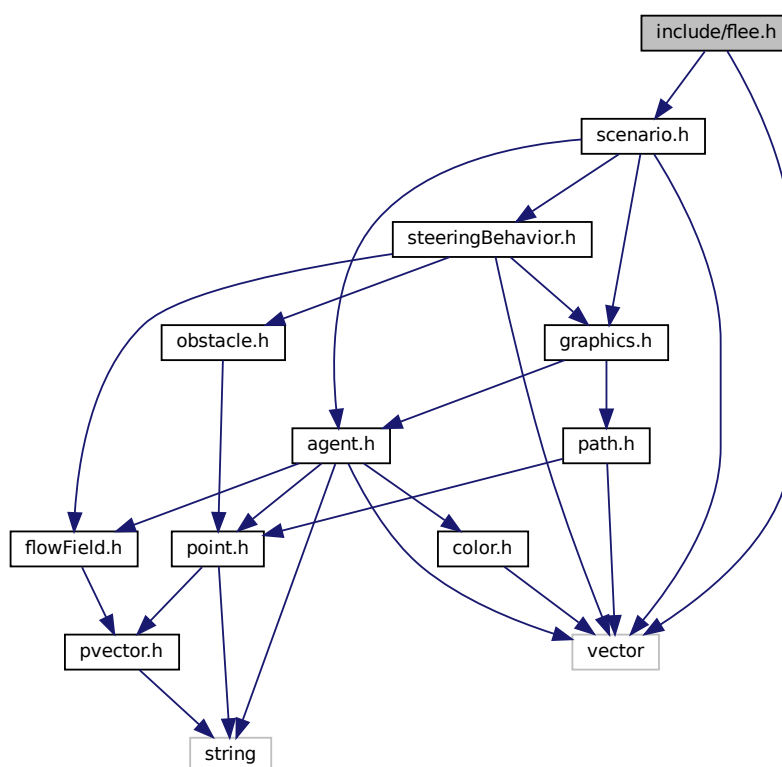 include/flee.h
scenario.h
steeringBehavior.h
obstacle.h
graphics.h
agent.h
path.h
flowField.h
point.h
color.h
pvector.h
vector
string